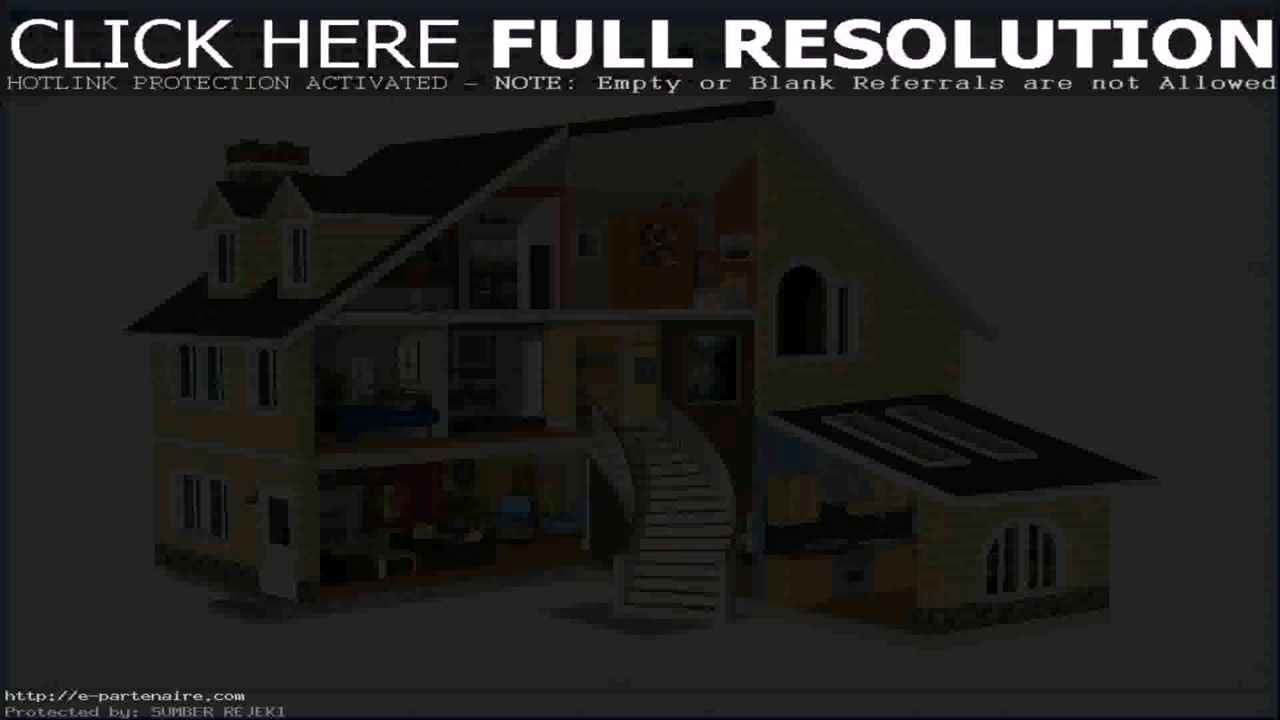 CLICK HERE FULL RESOLUTION
HOTLINK PROTECTION ACTIVATED - NOTE: Empty or Blank Referrals are not Allowed
http://e-partenaire.com
Protected by: SUMBER REJEKI